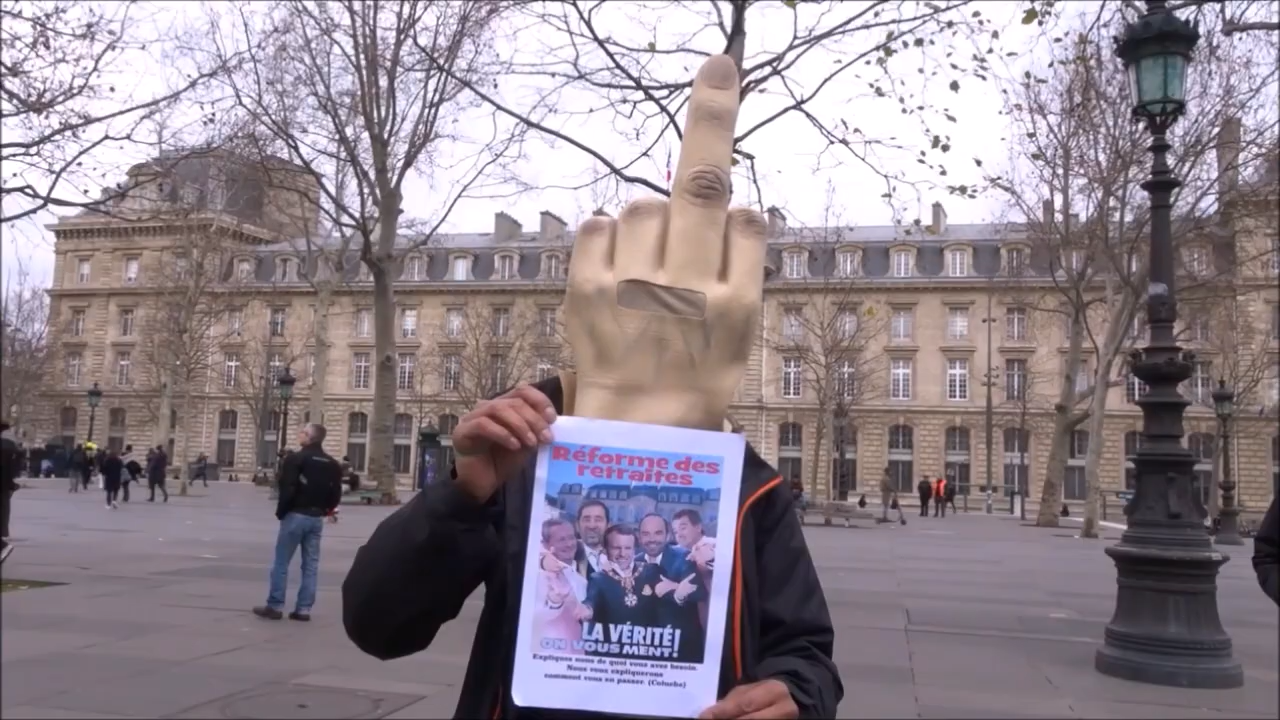 Réforme des
retraites
LA VÉRITÉ!
ON VOUS MENT!
Expliquez nous de quoi vous avez besoin.
Nous vous expliquerons
comment vous en passer. (Coluche)